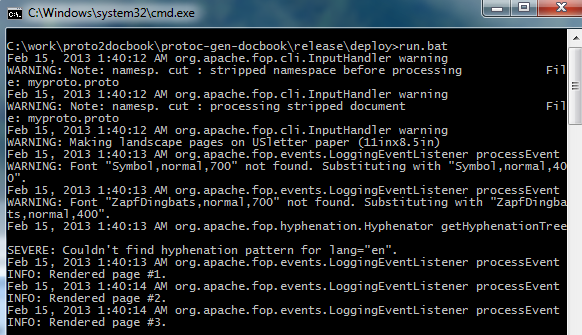 C:\Windows\system32\cmd.exe
C:\work\proto2docbook\protoc-gen-docbook\release\deploy>run.bat
Feb 15, 2013 1:40:12 AM org.apache.fop.cli.InputHandler warning
WARNING: Note: namesp. cut : stripped namespace before processing Fil
e: myproto.proto
Feb 15, 2013 1:40:12 AM org.apache.fop.cli.InputHandler warning
WARNING: Note: namesp. cut : processing stripped document Fil
e: myproto.proto
Feb 15, 2013 1:40:12 AM org.apache.fop.cli.InputHandler warning
WARNING: Making landscape pages on USletter paper (11inx8.5in)
Feb 15, 2013 1:40:13 AM org.apache.fop.events.LoggingEventListener processEvent
WARNING: Font "Symbol,normal,700" not found. Substituting with "Symbol,normal,40
0".
Feb 15, 2013 1:40:13 AM org.apache.fop.events.LoggingEventListener processEvent
WARNING: Font "ZapfDingbats,normal,700" not found. Substituting with "ZapfDingba
ts,normal,400".
Feb 15, 2013 1:40:13 AM org.apache.fop.hyphenation.Hyphenator getHyphenationTree
SEVERE: Couldn't find hyphenation pattern for lang="en".
Feb 15, 2013 1:40:13 AM org.apache.fop.events.LoggingEventListener processEvent
INFO: Rendered page #1.
Feb 15, 2013 1:40:14 AM org.apache.fop.events.LoggingEventListener processEvent
INFO: Rendered page #2.
Feb 15, 2013 1:40:14 AM org.apache.fop.events.LoggingEventListener processEvent
INFO: Rendered page #3.